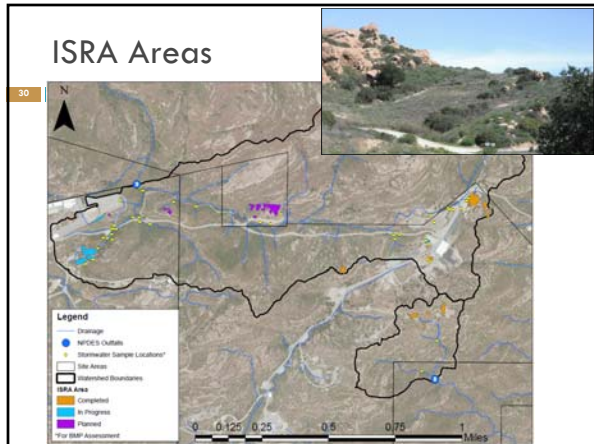 ISRA Areas
30
N
Legend
Drainage
NPDES Outfalls
Stormwater Sample Locations*
Site Areas
Watershed Boundaries
ISRA Area
Completed
In Progress
Planned
*For BMP Assessment
0 0.125 0.25 0.5 0.75 1
Miles